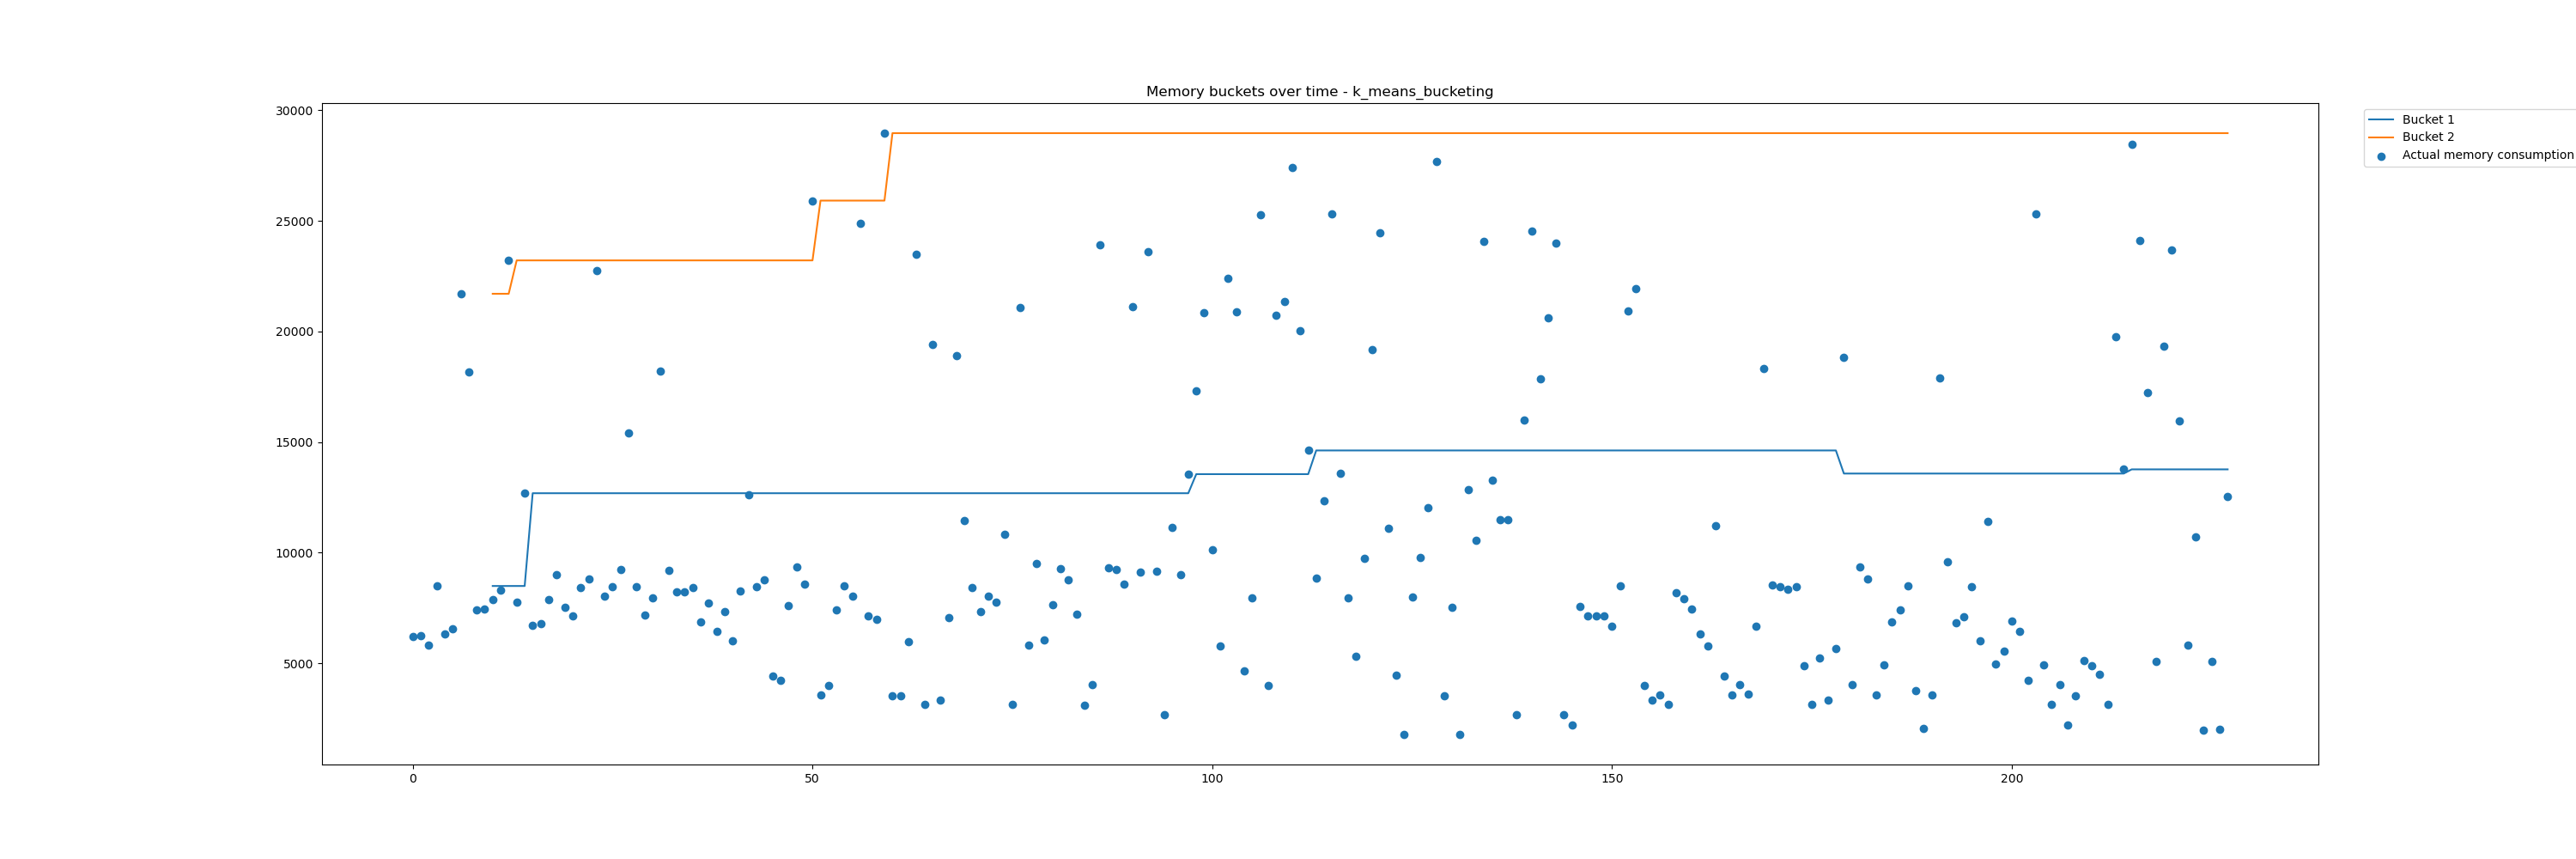 Memory buckets over time - k_means_bucketing
30000
25000
20000
15000
10000
5000
0
50
100
150
200
Bucket 1
Bucket 2
Actual memory consumption